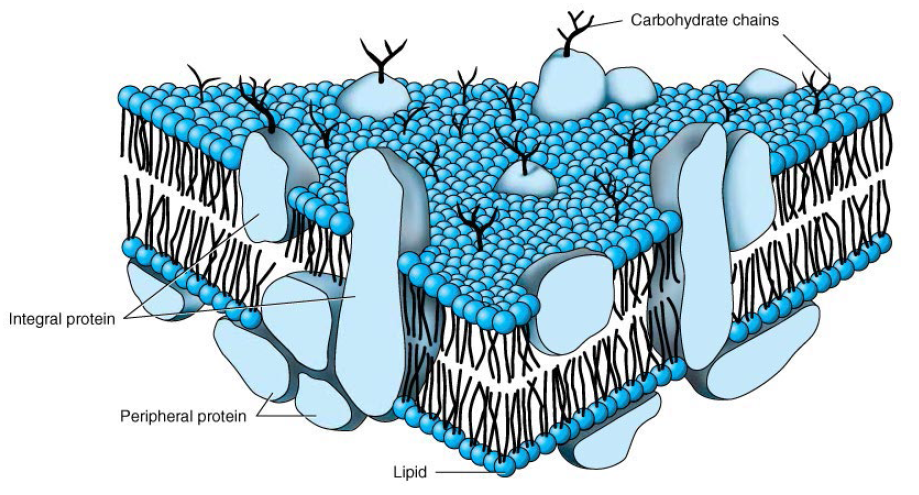 Carbohydrate chains
Integral protein
Peripheral protein
Lipid